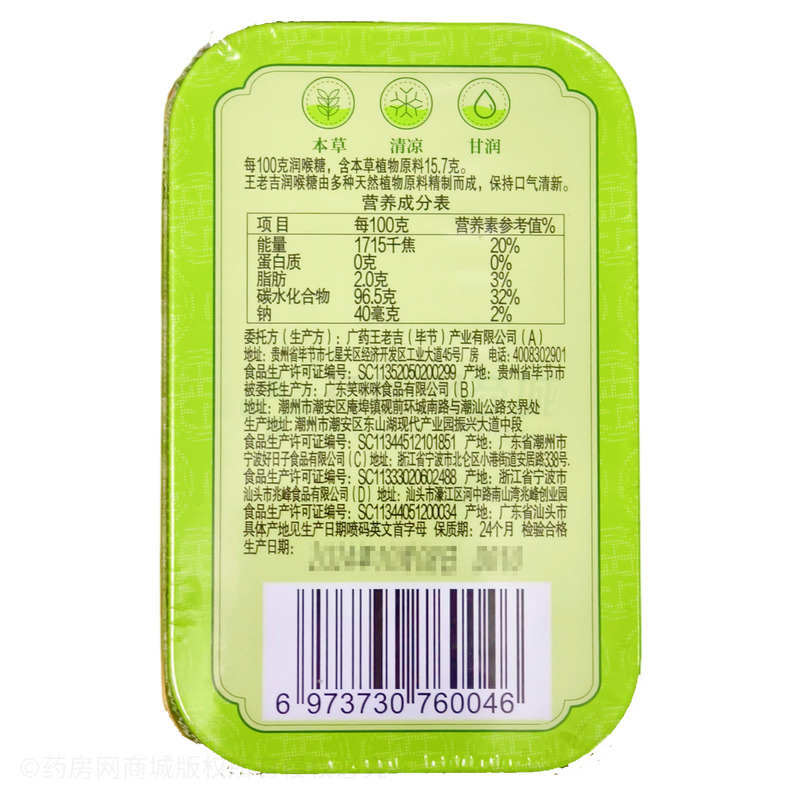 本草 清凉 甘润
每100克润喉糖，含本草植物原料15.7克。
王老吉润喉糖由多种天然植物原料精制而成，保持口气清新。
营养成分表
项目 每100克 营养素参考值%
能量 1715千焦 20%
蛋白质 0克 0%
脂肪 2.0克 3%
碳水化合物 96.5克 32%
钠 40毫克 2%
委托方（生产方）：广药王老吉（毕节）产业有限公司（A）
地址：贵州省毕节市七星关区经济开发区工业大道45号厂房 电话：4008302901
食品生产许可证编号：SC11352050200299 产地：贵州省毕节市
被委托生产方：广东笑咪咪食品有限公司（B）
地址：潮州市潮安区庵埠镇砚前环城南路与潮汕公路交界处
生产地址：潮州市潮安区东山湖现代产业园振兴大道中段
食品生产许可证编号：SC11344512101851 产地：广东省潮州市
宁波好日子食品有限公司（C）地址：浙江省宁波市北仑区小港街道安居路338号.
食品生产许可证编号：SC11333020602488 产地：浙江省宁波市
汕头市兆峰食品有限公司（D）地址：汕头市濠江区河中路南山湾兆峰创业园
食品生产许可证编号：SC11344051200034 产地：广东省汕头市
具体产地见生产日期喷码英文首字母 保质期：24个月 检验合格
生产日期：
6 973730 760046
©药房网商城版权